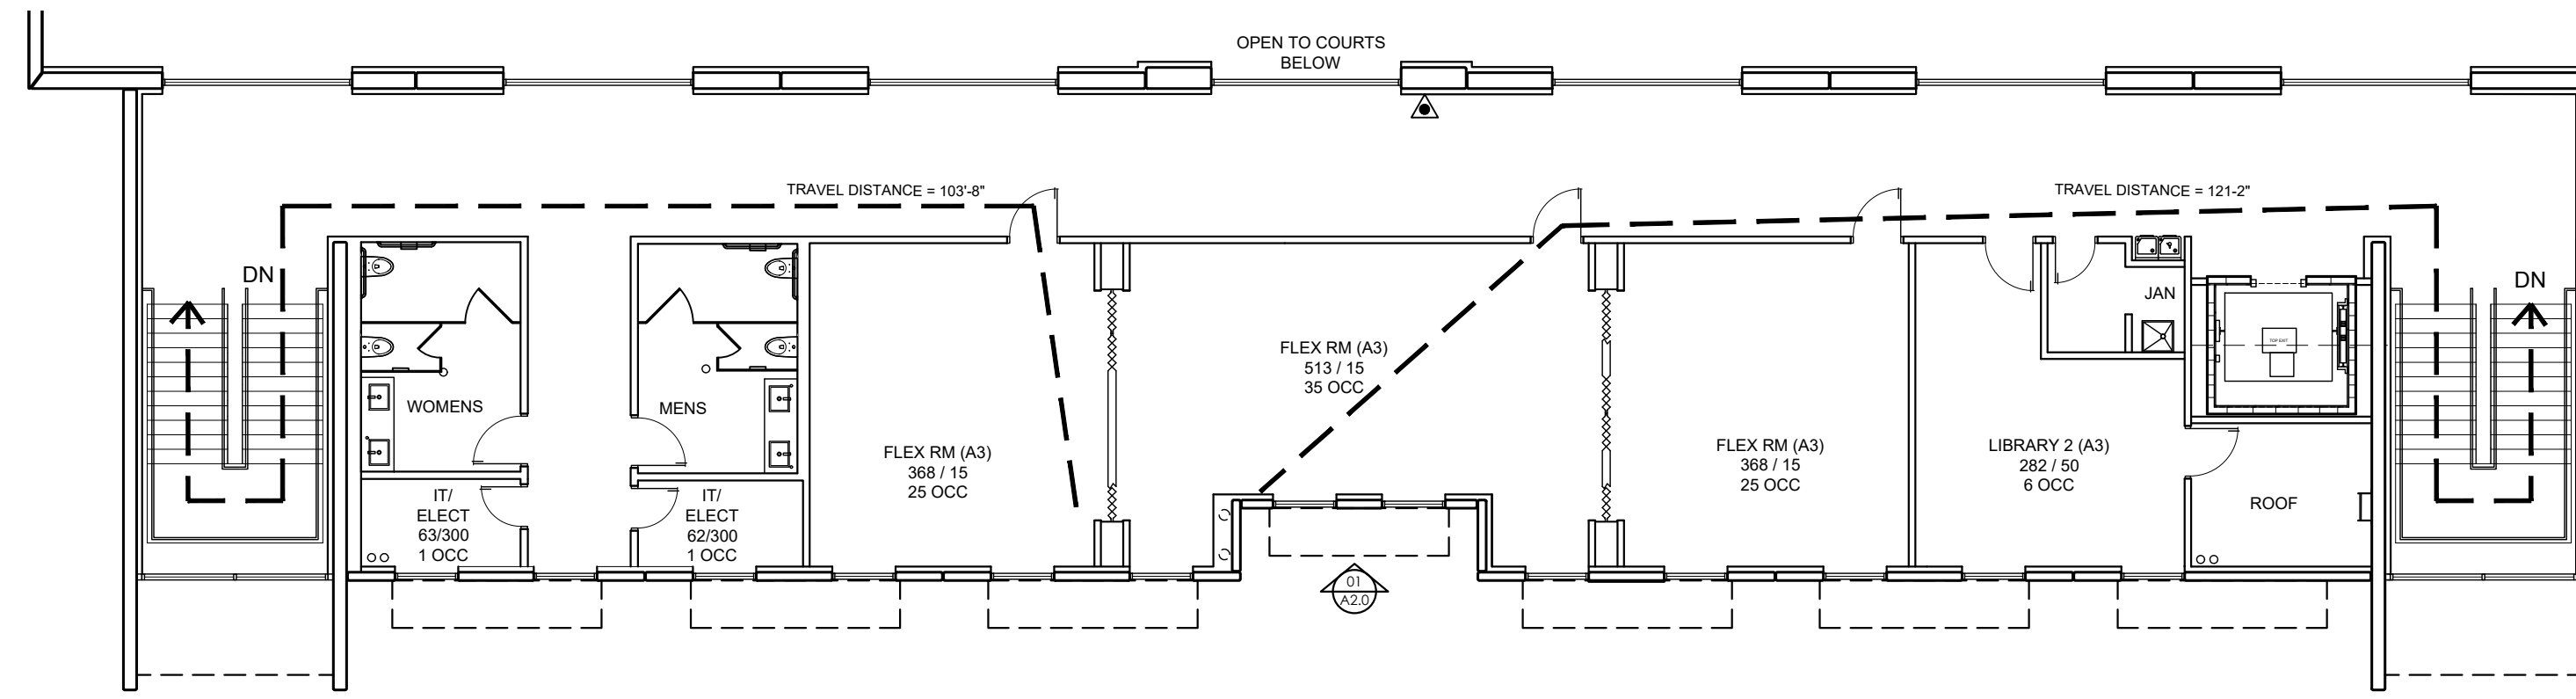 OPEN TO COURTS
BELOW
TRAVEL DISTANCE = 103'-8"
TRAVEL DISTANCE = 121-2"
DN
DN
JAN
TOP EXIT
WOMENS
MENS
FLEX RM (A3)
513 / 15
35 OCC
FLEX RM (A3)
368 / 15
25 OCC
FLEX RM (A3)
368 / 15
25 OCC
LIBRARY 2 (A3)
282 / 50
6 OCC
IT/
ELECT
63/300
1 OCC
IT/
ELECT
62/300
1 OCC
ROOF
01
A2.0